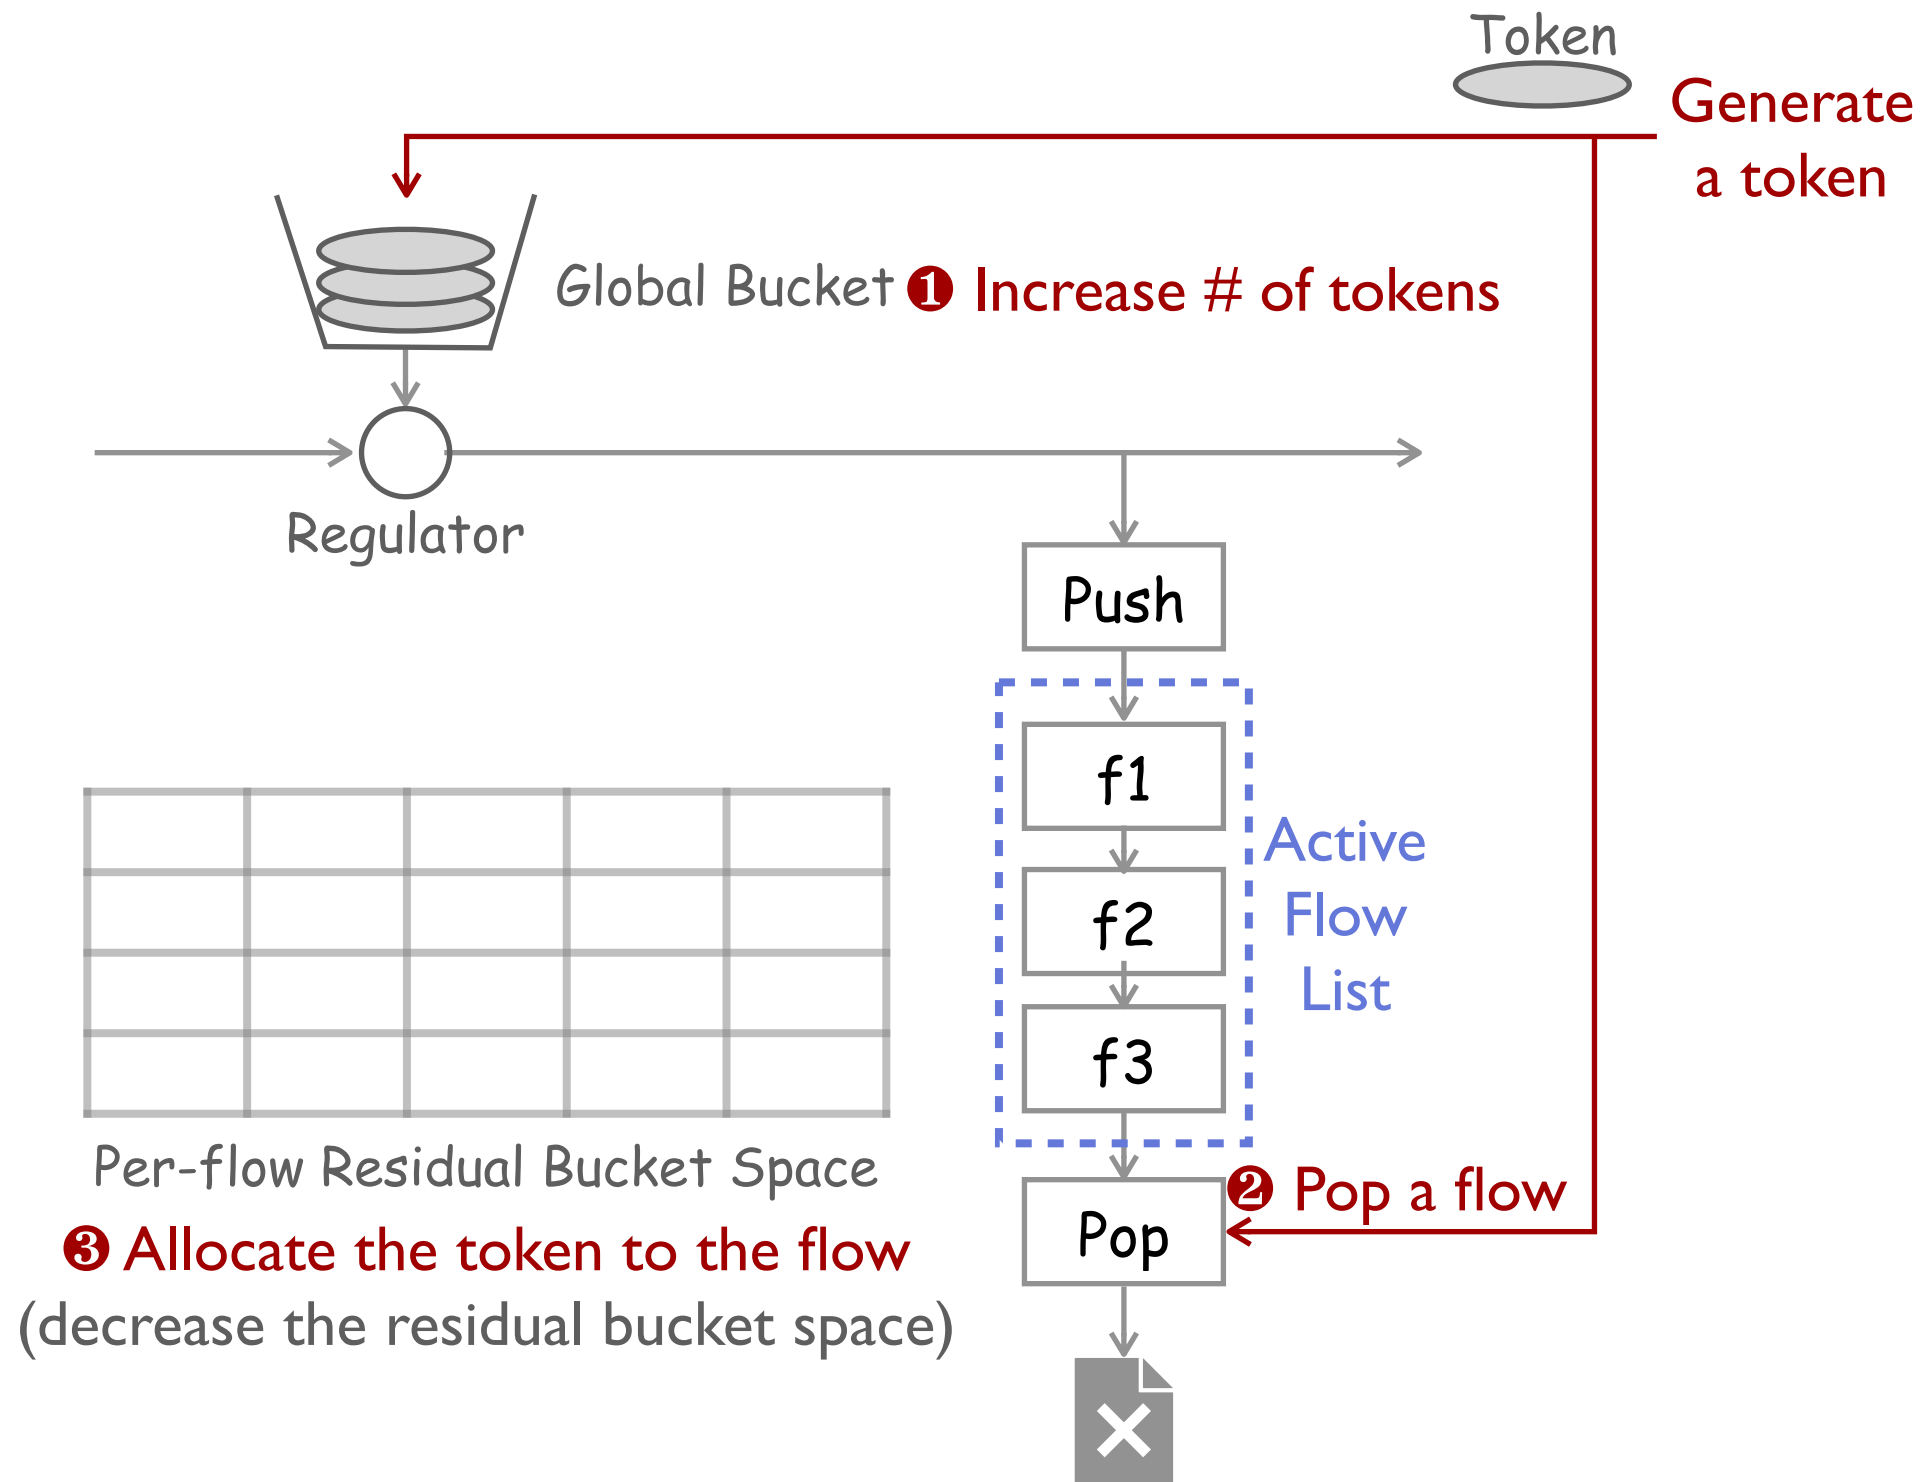 Token
Generate
a token
Global Bucket ❶ Increase # of tokens
Regulator
Push
f1
Active
f2
Flow
List
f3
Per-flow Residual Bucket Space
❷ Pop a flow
Pop
❸ Allocate the token to the flow
(decrease the residual bucket space)